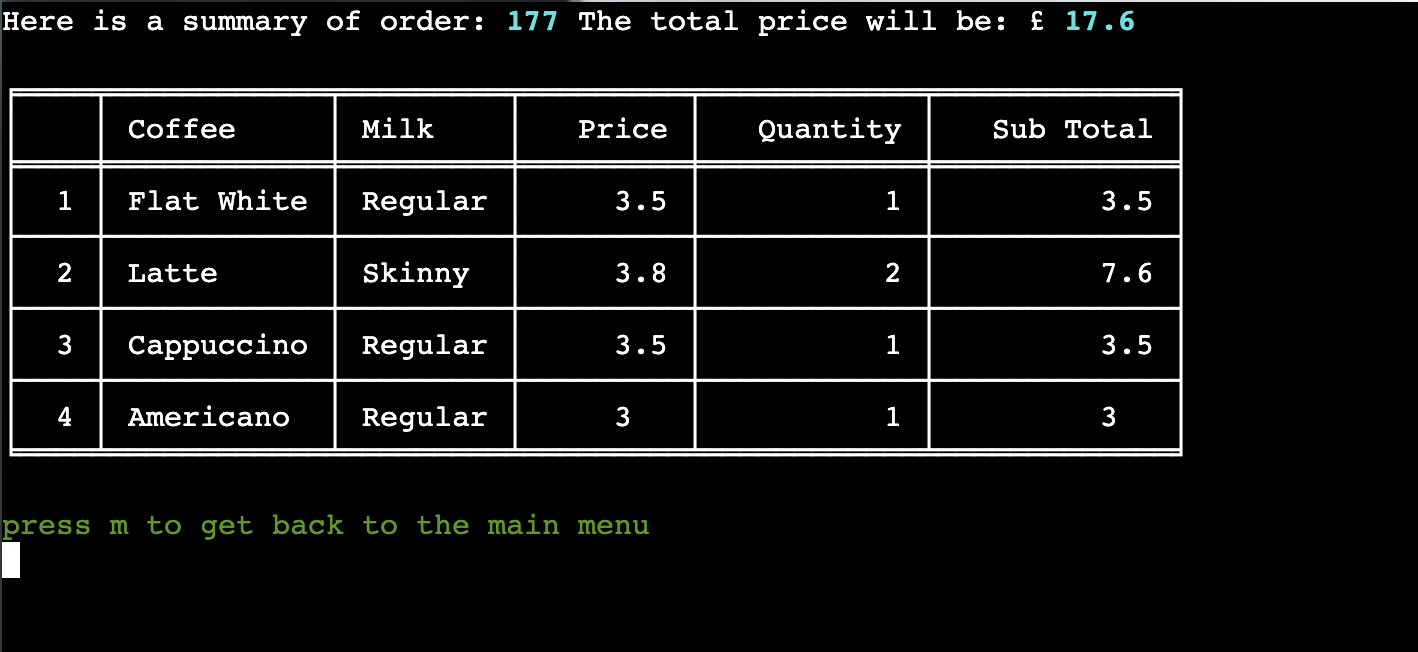 Here is a summary of order: 177 The total price will be: £ 17.6
Coffee Milk Price Quantity Sub Total
1 Flat White Regular 3.5 1 3.5
2 Latte Skinny 3.8 2 7.6
3 Cappuccino Regular 3.5 1 3.5
4 Americano Regular 3 1 3
press m to get back to the main menu